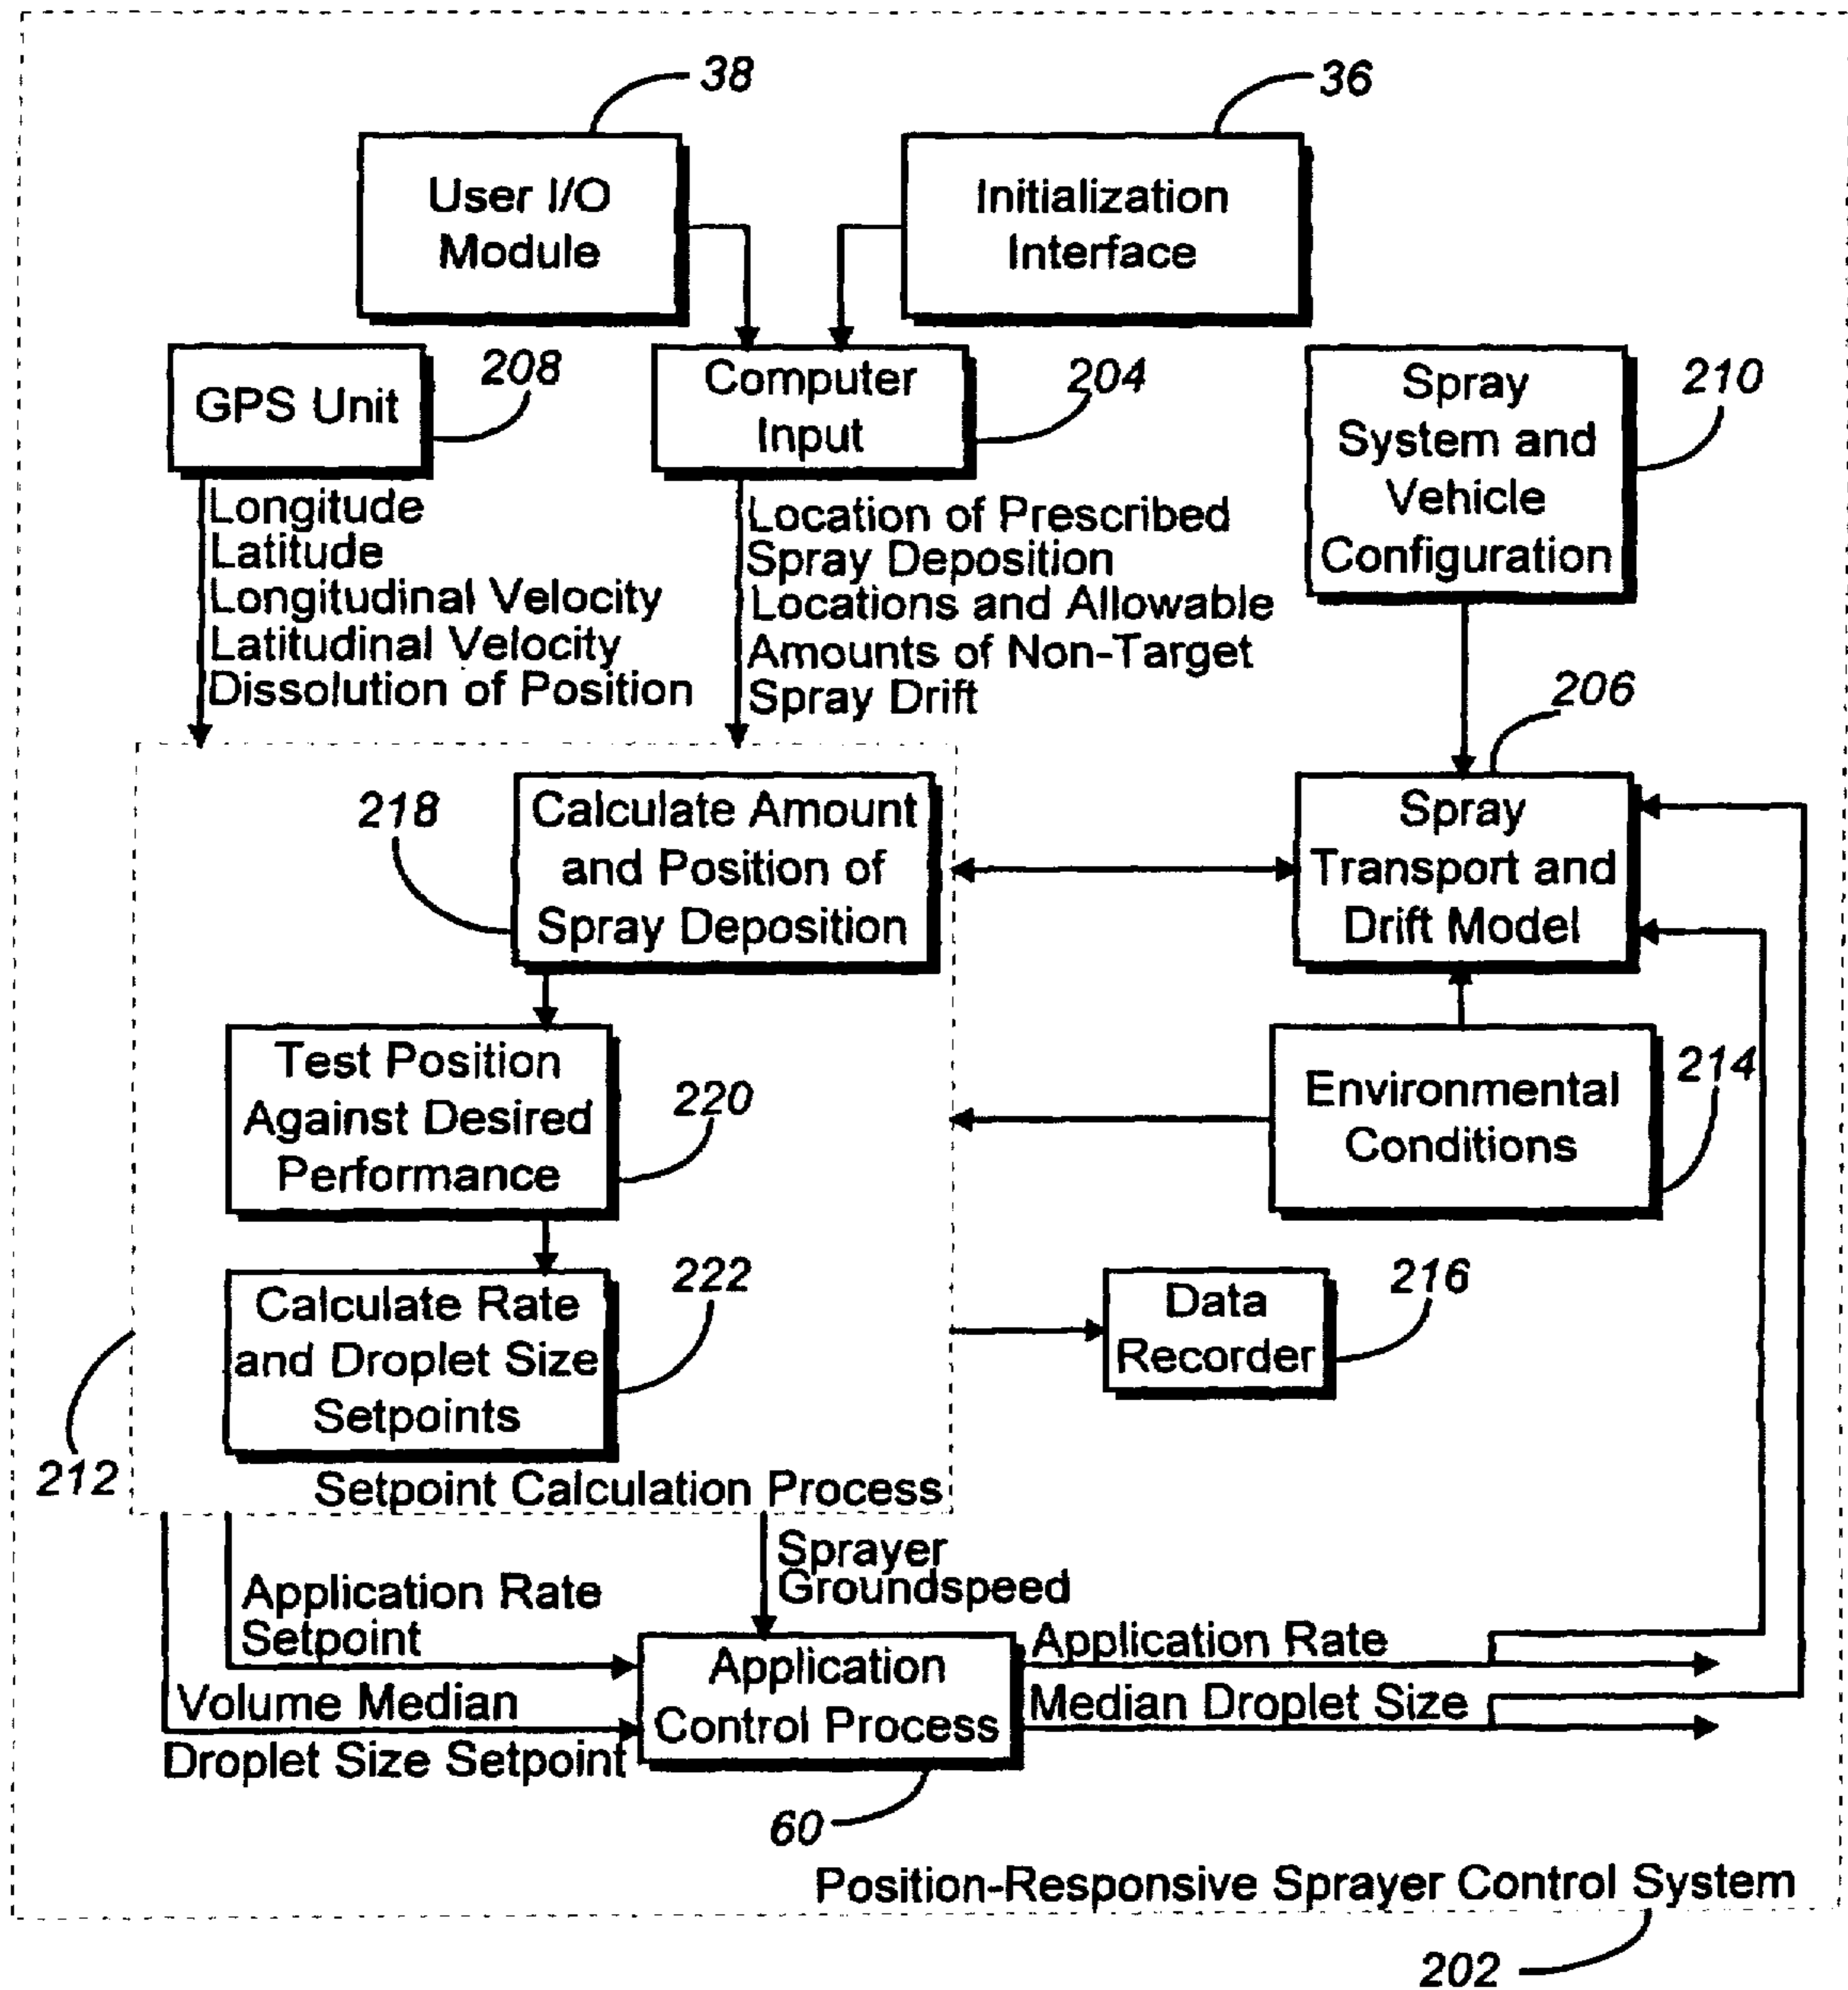 38
36
User I/O
Module
Initialization
Interface
GPS Unit
208
Computer
Input
204
Spray
System and
Vehicle
Configuration
210
Longitude
Latitude
Longitudinal Velocity
Latitudinal Velocity
Dissolution of Position
Location of Prescribed
Spray Deposition
Locations and Allowable
Amounts of Non-Target
Spray Drift
206
218
Calculate Amount
and Position of
Spray Deposition
Spray
Transport and
Drift Model
Test Position
Against Desired
Performance
220
Environmental
Conditions
214
Calculate Rate
and Droplet Size
Setpoints
222
Data
Recorder
216
212
Setpoint Calculation Process
Sprayer
Groundspeed
Application Rate
Setpoint
Volume Median
Droplet Size Setpoint
Application
Control Process
Application Rate
Median Droplet Size
60
Position-Responsive Sprayer Control System
202